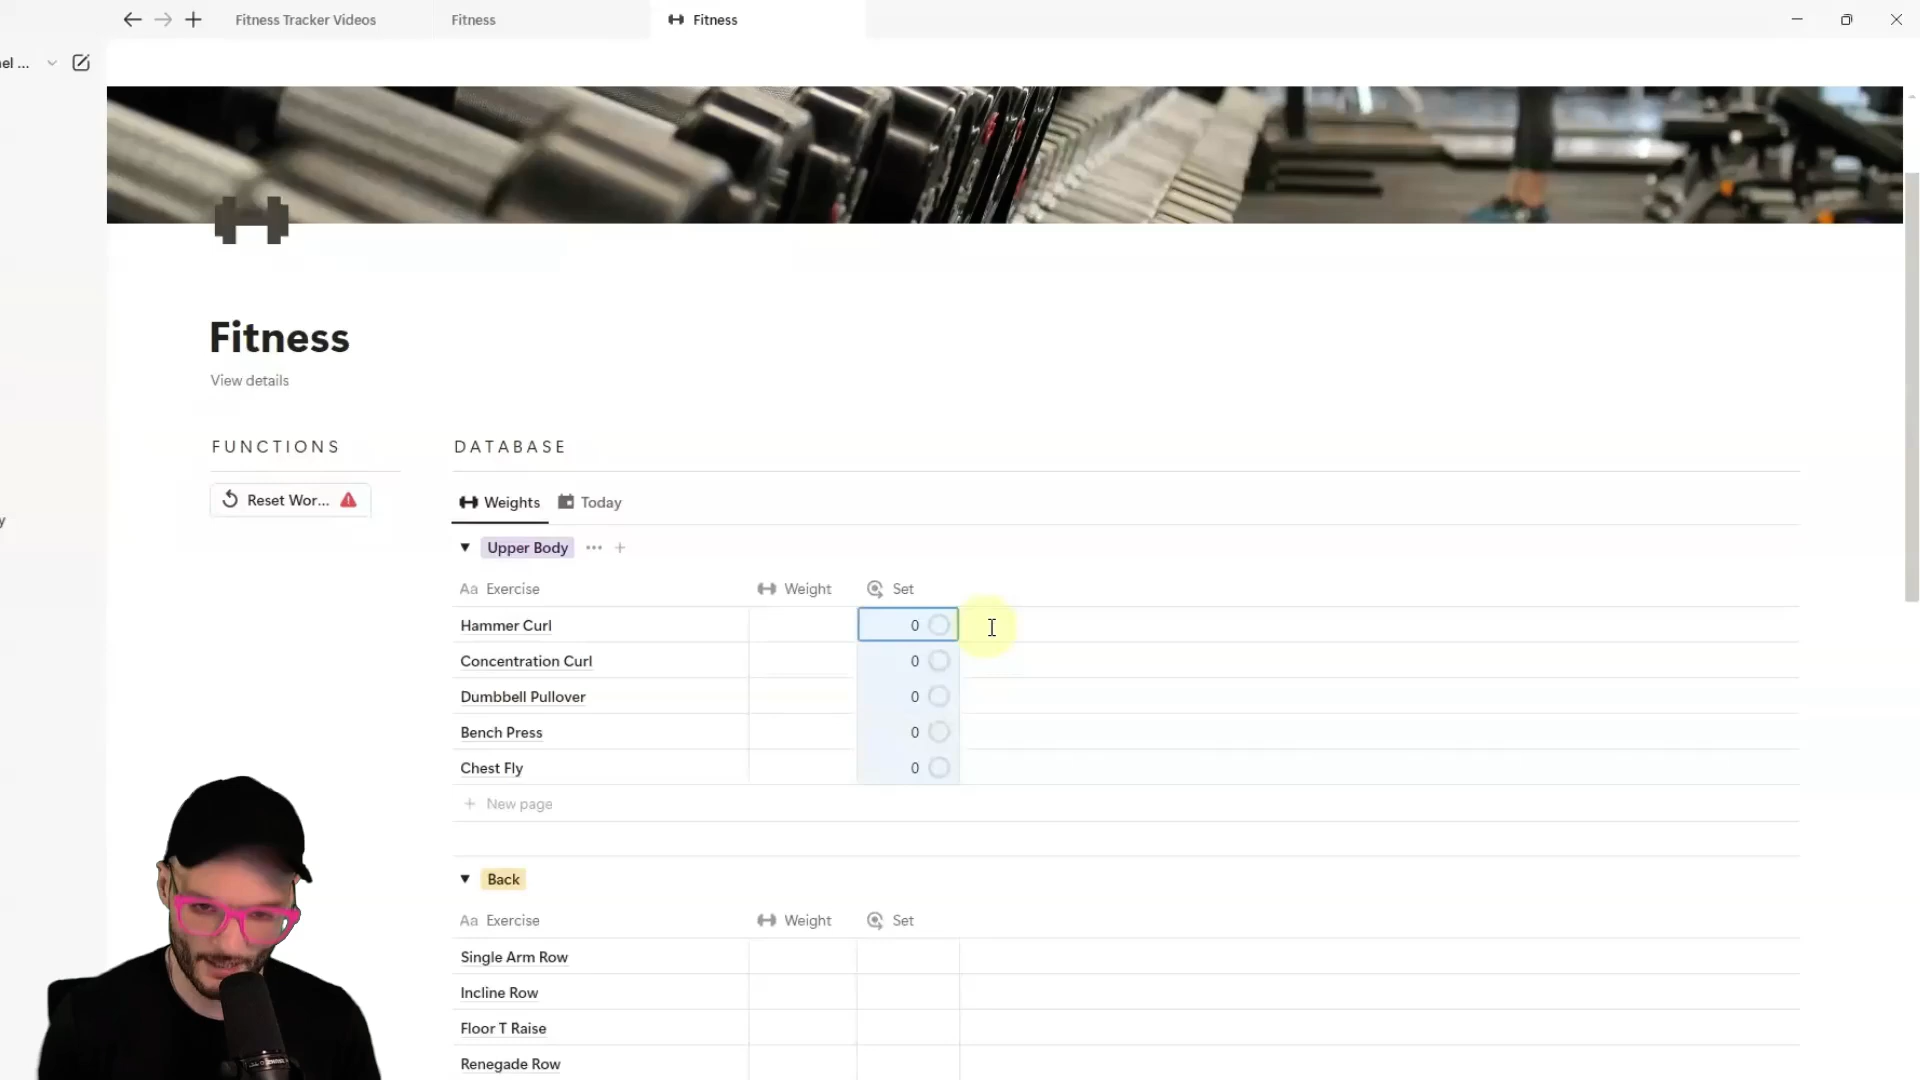 Fitness Tracker Videos
Fitness
Fitness
el ...
Fitness
View details
FUNCTIONS
DATABASE
Reset Wor...
Weights
Today
y
Upper Body
Aa Exercise
Weight
Set
Hammer Curl
0
Concentration Curl
0
Dumbbell Pullover
0
Bench Press
0
Chest Fly
0
New page
Back
Aa Exercise
Weight
Set
Single Arm Row
Incline Row
Floor T Raise
Renegade Row